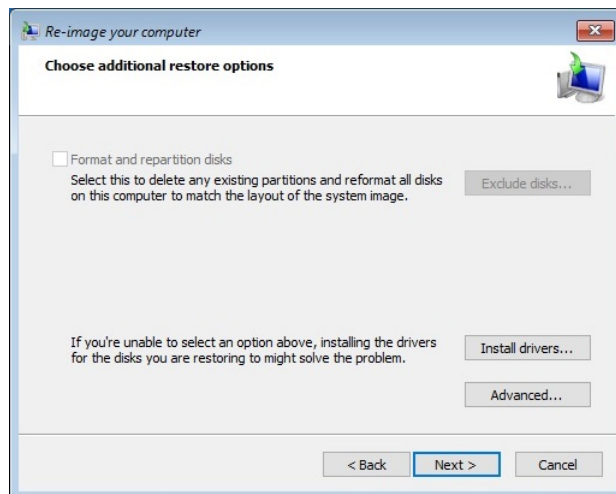 Re-image your computer
Choose additional restore options
Format and repartition disks
Select this to delete any existing partitions and reformat all disks
on this computer to match the layout of the system image.
Exclude disks...
If you're unable to select an option above, installing the drivers
for the disks you are restoring to might solve the problem.
Install drivers...
Advanced...
< Back
Next >
Cancel